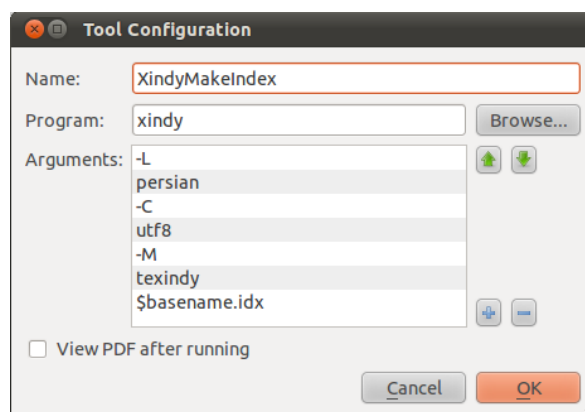 Tool Configuration
Name: XindyMakeIndex
Program: xindy Browse...
Arguments: -L
persian
-C
utf8
-M
texindy
$basename.idx
View PDF after running
Cancel OK